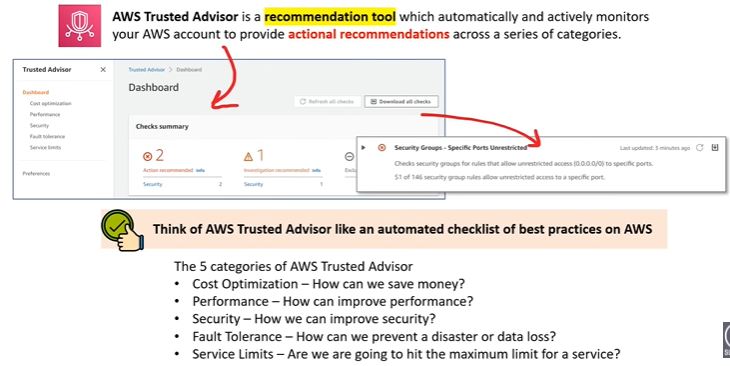 AWS Trusted Advisor is a recommendation tool which automatically and actively monitors
your AWS account to provide actional recommendations across a series of categories.
Trusted Advisor
Dashboard
Cost optimization
Performance
Security
Fault tolerance
Service limits
Preferences
Trusted Advisor > Dashboard
Dashboard
Refresh all checks
Download all checks
Checks summary
2
Action recommended Info
Security 2
1
Investigation recommended Info
Security 1
Security Groups - Specific Ports Unrestricted
Last updated: 3 minutes ago
Checks security groups for rules that allow unrestricted access (0.0.0.0/0) to specific ports.
51 of 146 security group rules allow unrestricted access to a specific port.
Think of AWS Trusted Advisor like an automated checklist of best practices on AWS
The 5 categories of AWS Trusted Advisor
• Cost Optimization – How can we save money?
• Performance – How can improve performance?
• Security – How we can improve security?
• Fault Tolerance – How can we prevent a disaster or data loss?
• Service Limits – Are we are going to hit the maximum limit for a service?